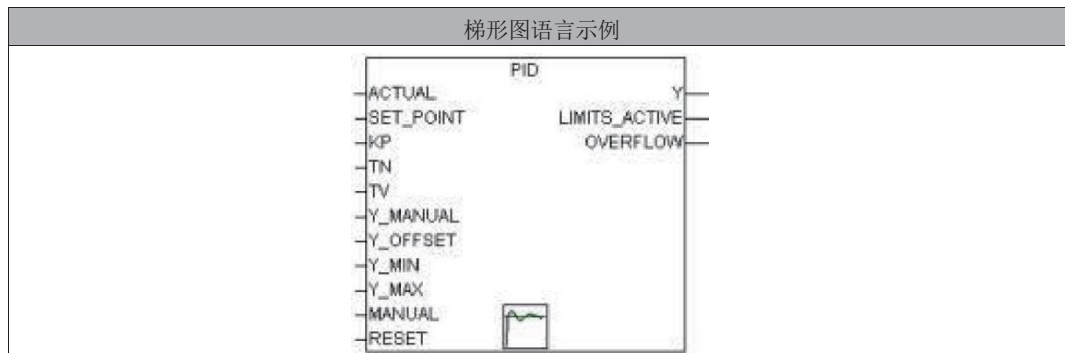 梯形图语言示例
PID
ACTUAL Y
SET_POINT LIMITS_ACTIVE
KP OVERFLOW
TN
TV
Y_MANUAL
Y_OFFSET
Y_MIN
Y_MAX
MANUAL
RESET